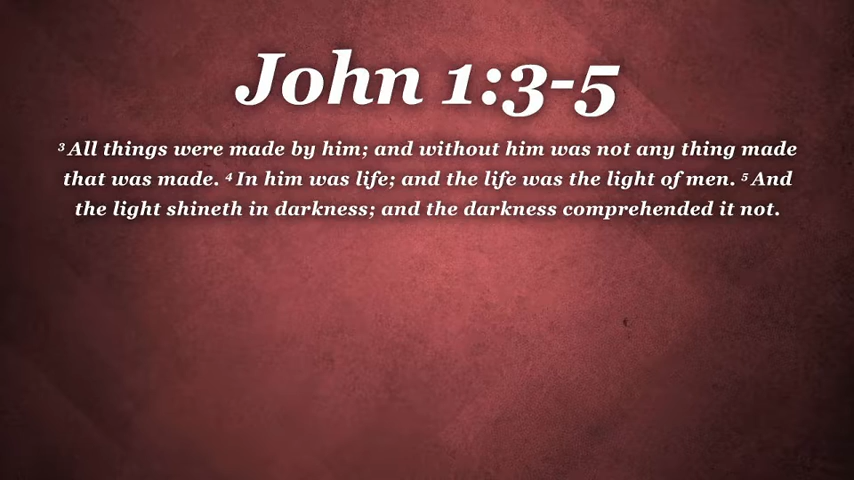 John 1:3-5
³ All things were made by him; and without him was not any thing made
that was made. ⁴ In him was life; and the life was the light of men. ⁵ And
the light shineth in darkness; and the darkness comprehended it not.